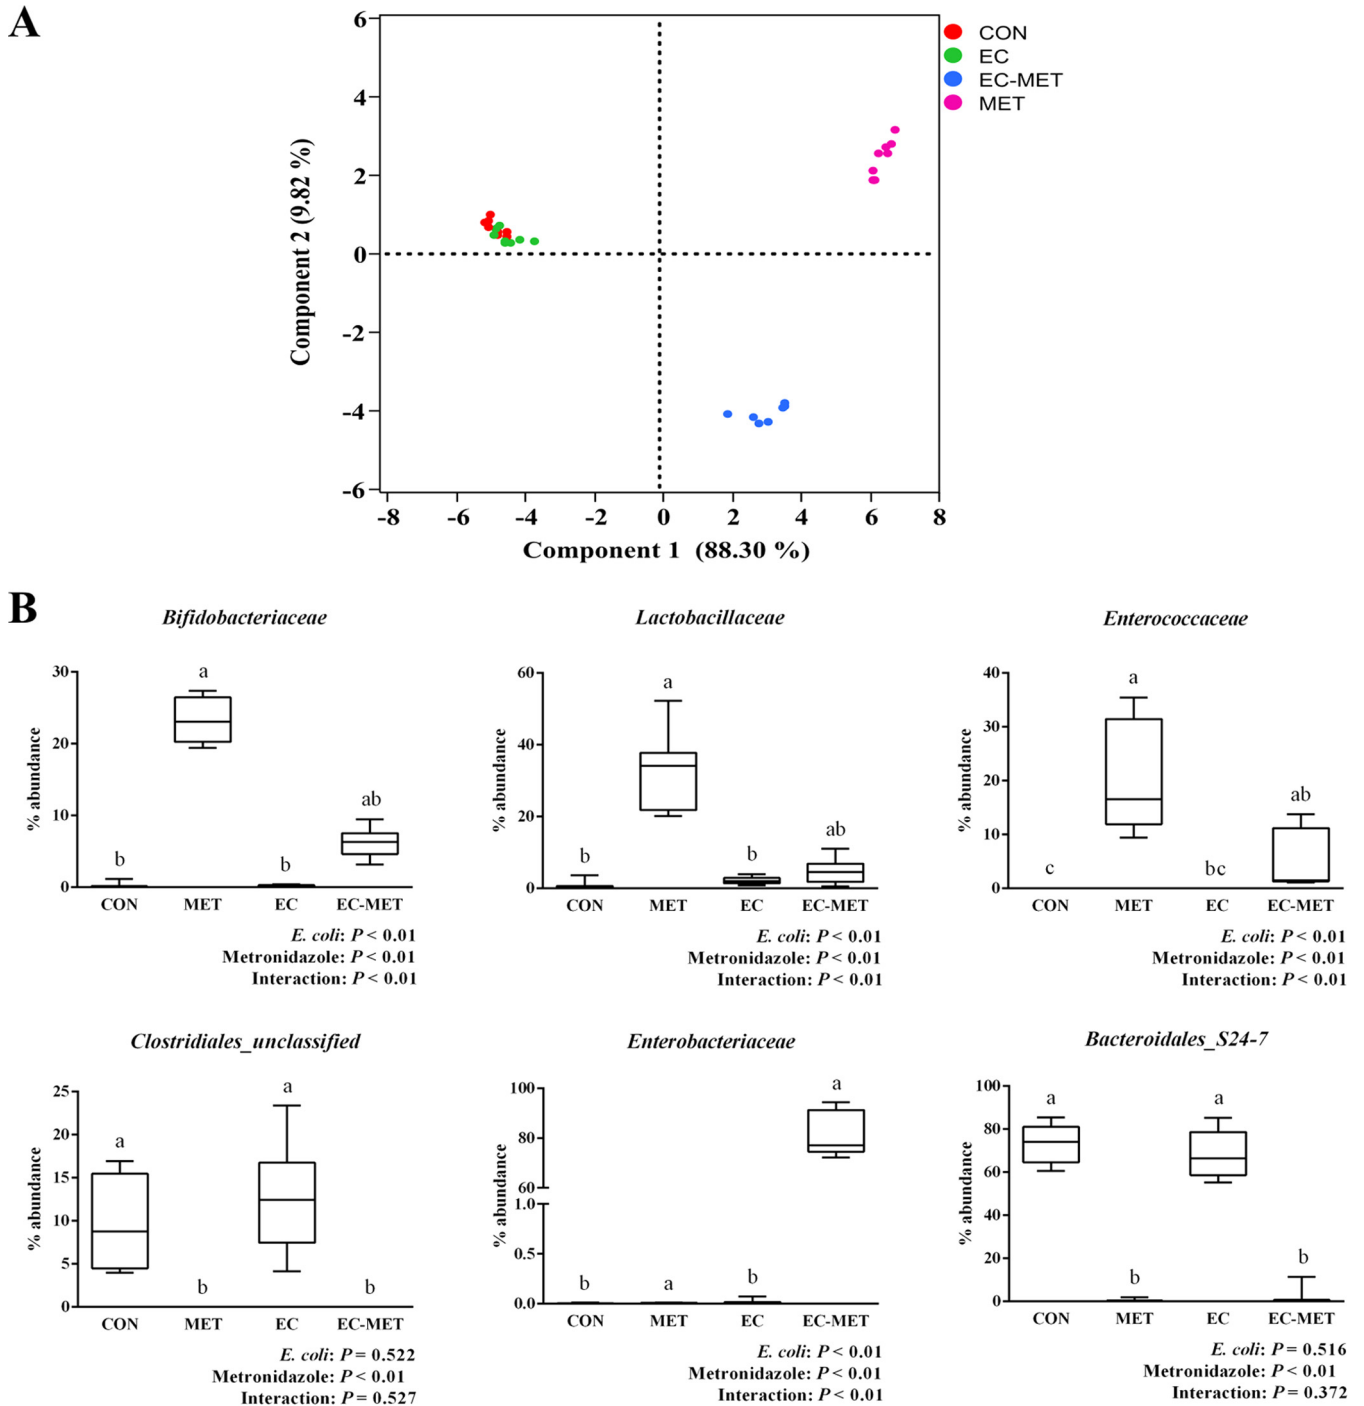 A
CON
EC
EC-MET
MET
6
4
2
0
-2
-4
-6
Component 2 (9.82 %)
-8 -6 -4 -2 0 2 4 6 8
Component 1 (88.30 %)
B
Bifidobacteriaceae
30
20
10
0
% abundance
b a b ab
CON MET EC EC-MET
E. coli: P < 0.01
Metronidazole: P < 0.01
Interaction: P < 0.01
Lactobacillaceae
60
40
20
0
% abundance
b a b ab
CON MET EC EC-MET
E. coli: P < 0.01
Metronidazole: P < 0.01
Interaction: P < 0.01
Enterococcaceae
40
30
20
10
0
% abundance
c a bc ab
CON MET EC EC-MET
E. coli: P < 0.01
Metronidazole: P < 0.01
Interaction: P < 0.01
Clostridiales_unclassified
25
20
15
10
5
0
% abundance
a b a b
CON MET EC EC-MET
E. coli: P = 0.522
Metronidazole: P < 0.01
Interaction: P = 0.527
Enterobacteriaceae
100
80
60
1.0
0.5
0.0
% abundance
b a b a
CON MET EC EC-MET
E. coli: P < 0.01
Metronidazole: P < 0.01
Interaction: P < 0.01
Bacteroidales_S24-7
100
80
60
40
20
0
% abundance
a b a b
CON MET EC EC-MET
E. coli: P = 0.516
Metronidazole: P < 0.01
Interaction: P = 0.372